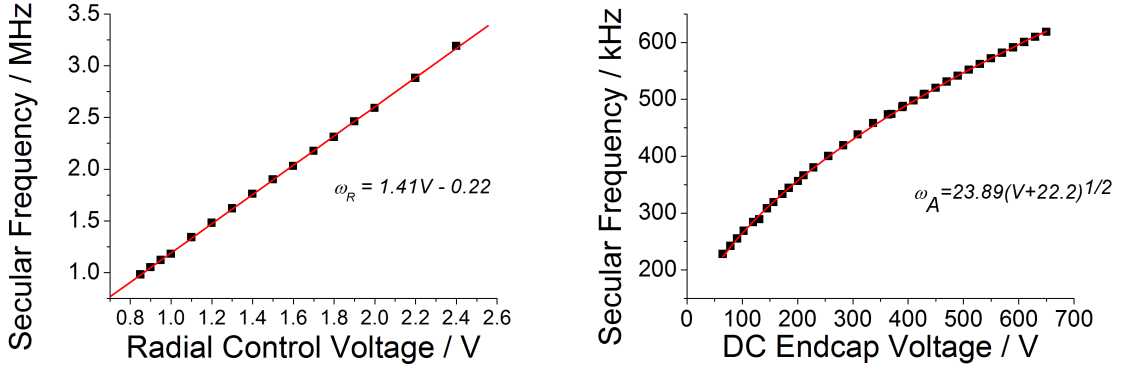 Secular Frequency / MHz
3.5
3.0
2.5
2.0
1.5
1.0
0.8 1.0 1.2 1.4 1.6 1.8 2.0 2.2 2.4 2.6
Radial Control Voltage / V
ω_R = 1.41V - 0.22
Secular Frequency / kHz
600
500
400
300
200
0 100 200 300 400 500 600 700
DC Endcap Voltage / V
ω_A=23.89(V+22.2)^1/2